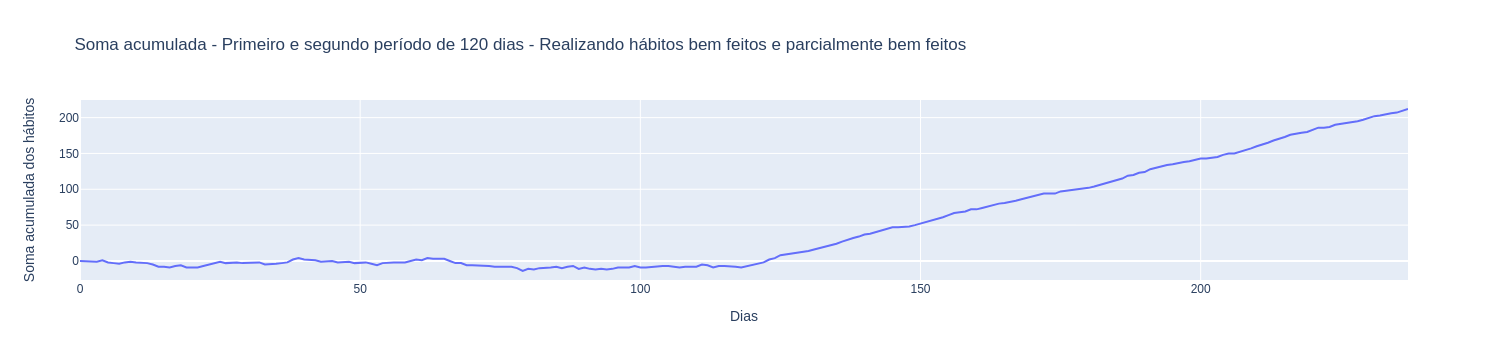 Soma acumulada - Primeiro e segundo período de 120 dias - Realizando hábitos bem feitos e parcialmente bem feitos
Soma acumulada dos hábitos
200
150
100
50
0
0 50 100 150 200
Dias